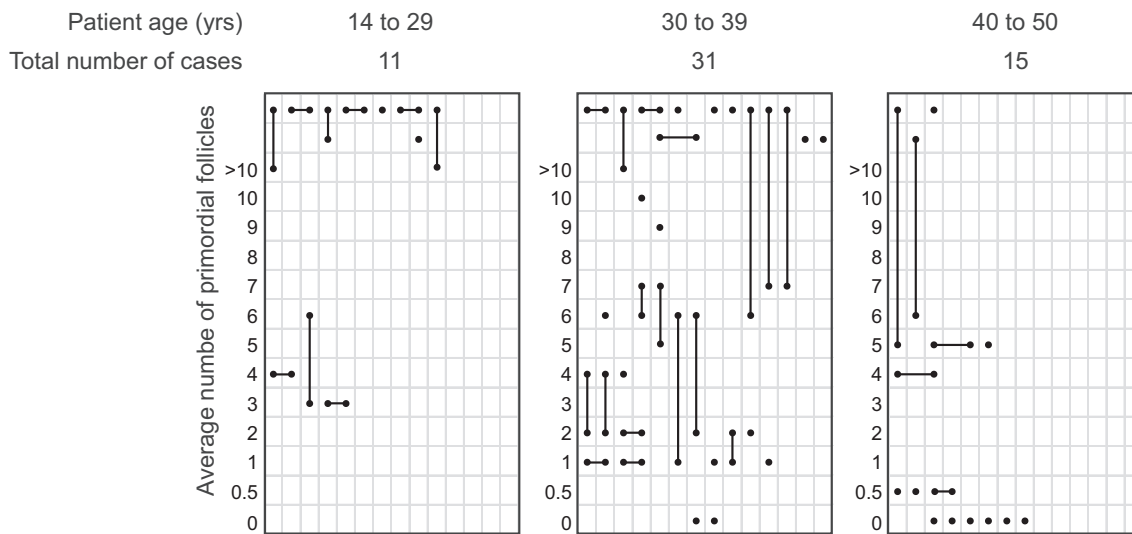 Patient age (yrs) 14 to 29 30 to 39 40 to 50
Total number of cases 11 31 15
Average numbe of primordial follicles
>10 >10 >10
10 10 10
9 9 9
8 8 8
7 7 7
6 6 6
5 5 5
4 4 4
3 3 3
2 2 2
1 1 1
0.5 0.5 0.5
0 0 0